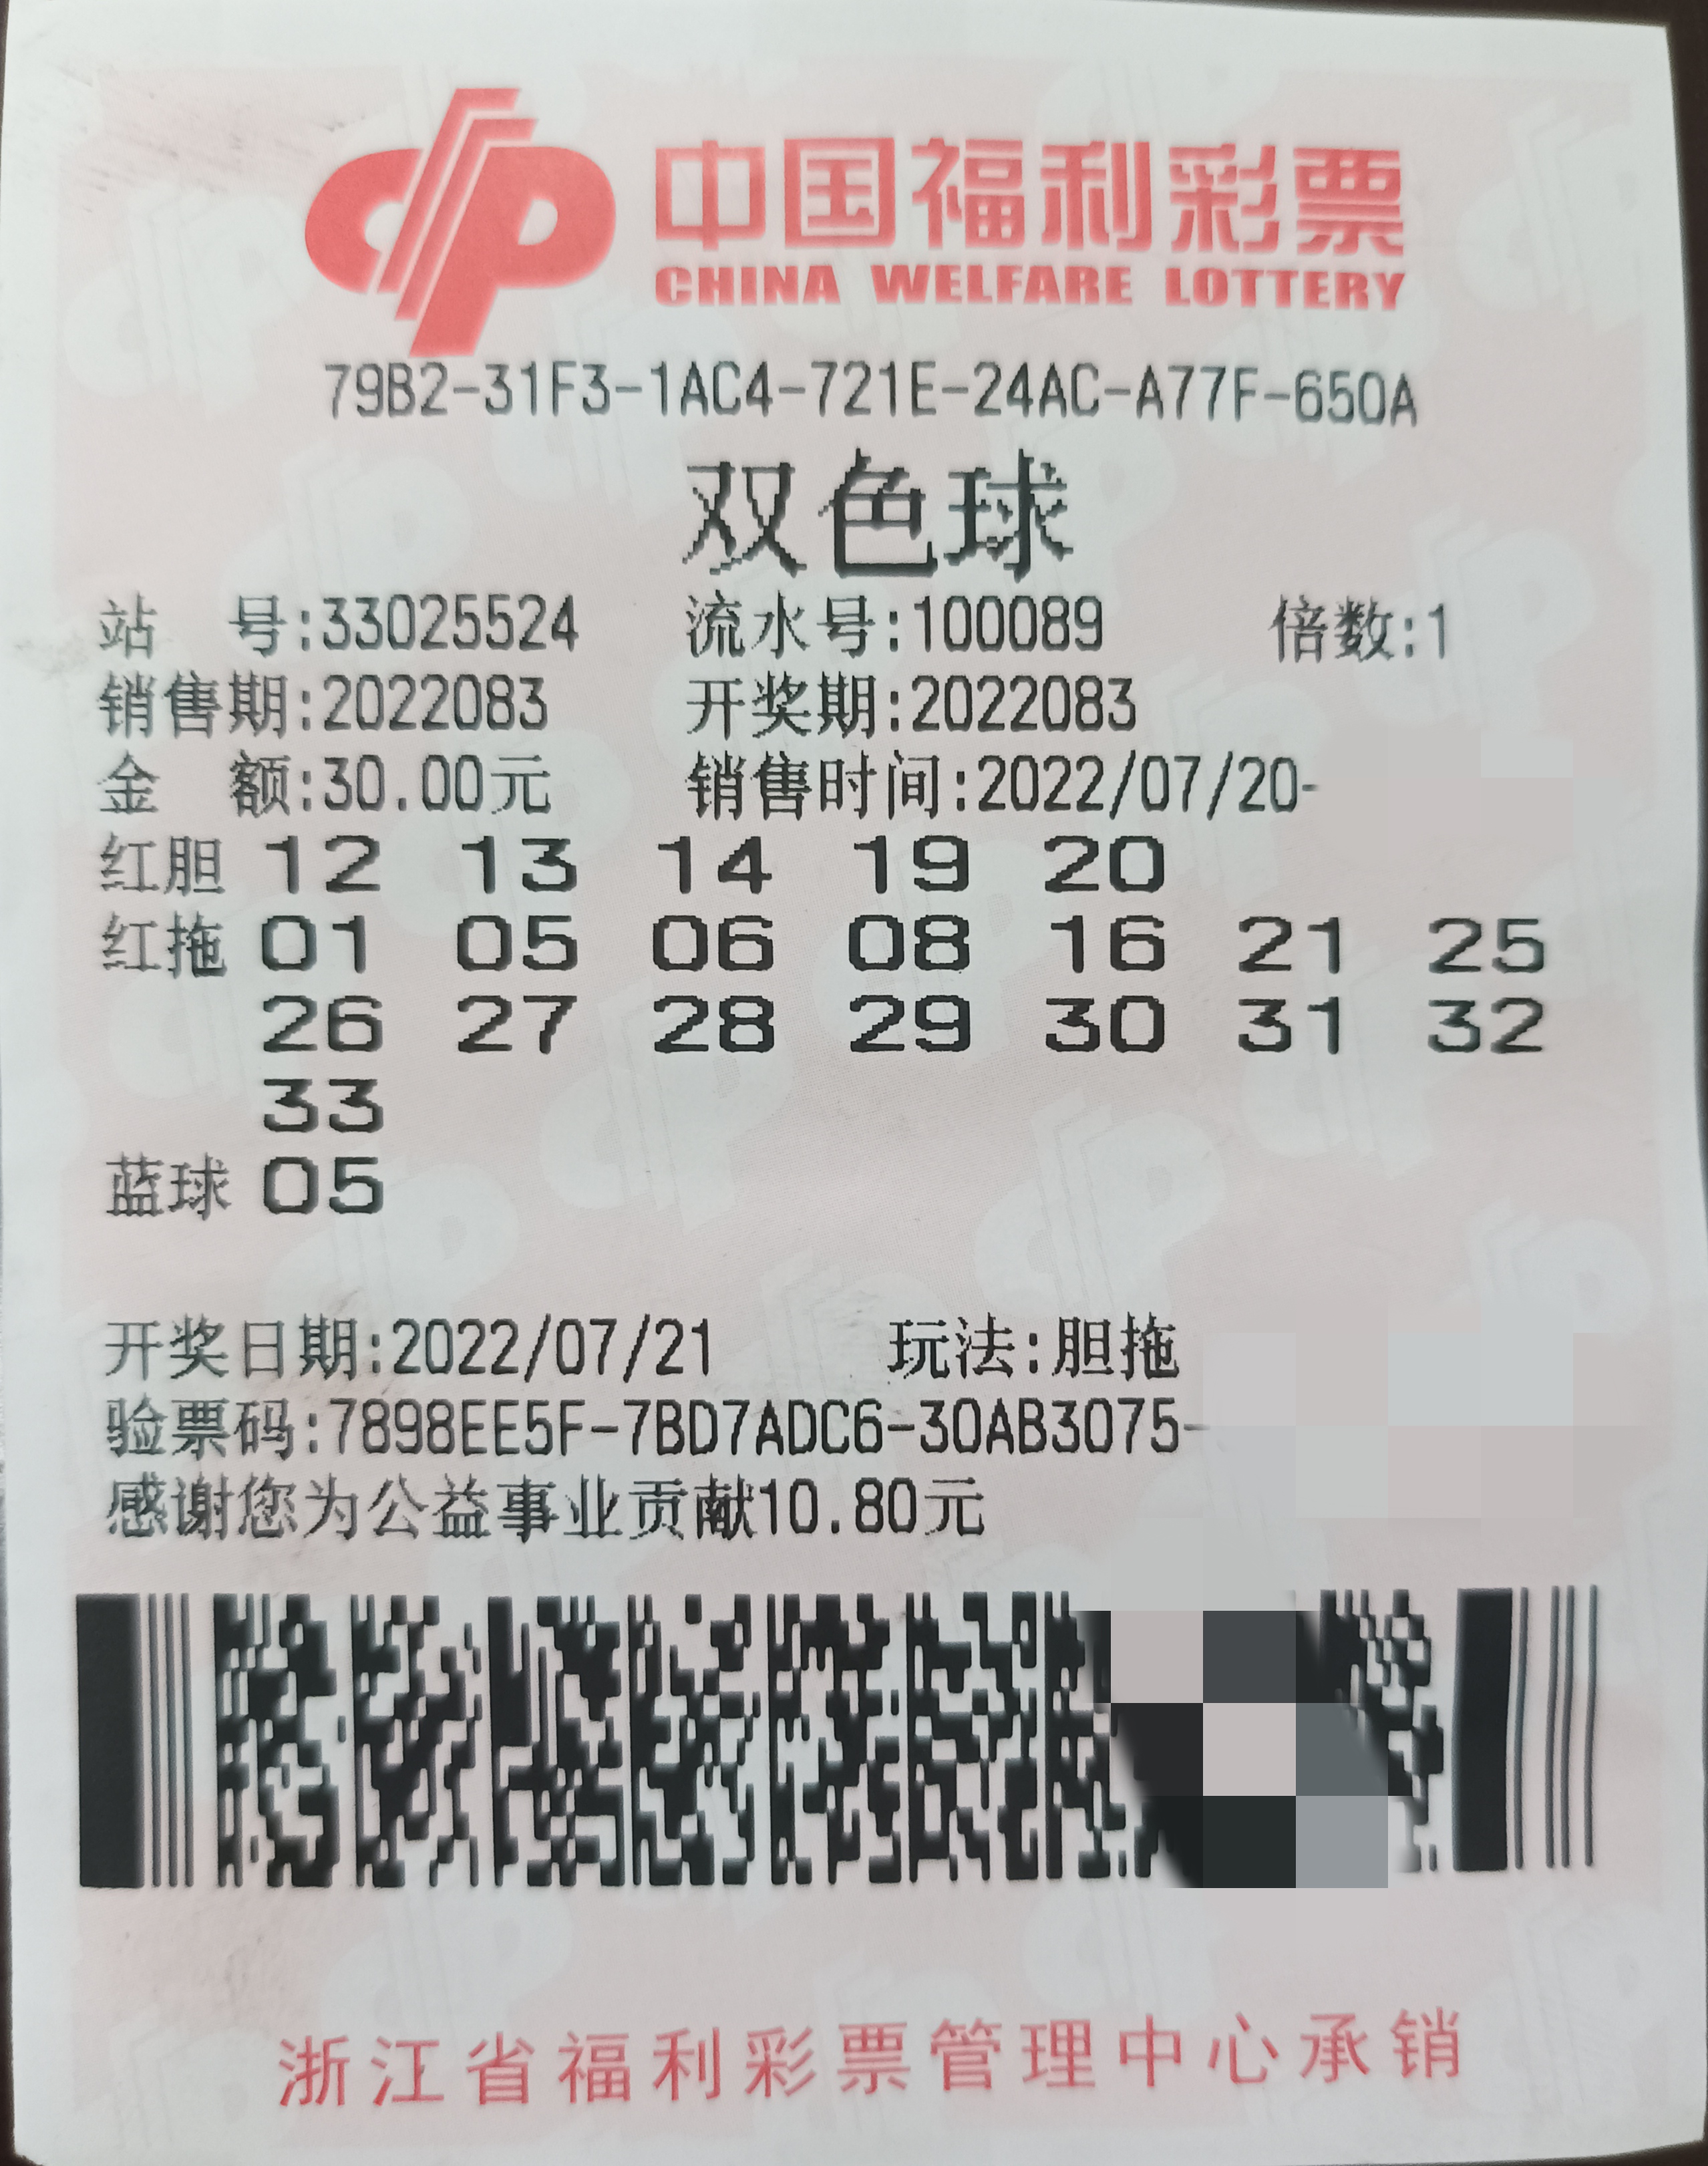 中国福利彩票
CHINA WELFARE LOTTERY
79B2-31F3-1AC4-721E-24AC-A77F-650A
双色球
站 号:33025524 流水号:100089 倍数:1
销售期:2022083 开奖期:2022083
金 额:30.00元 销售时间:2022/07/20-
红胆 12 13 14 19 20
红拖 01 05 06 08 16 21 25
26 27 28 29 30 31 32
33
蓝球 05
开奖日期:2022/07/21 玩法:胆拖
验票码:7898EE5F-7BD7ADC6-30AB3075-
感谢您为公益事业贡献10.80元
浙江省福利彩票管理中心承销